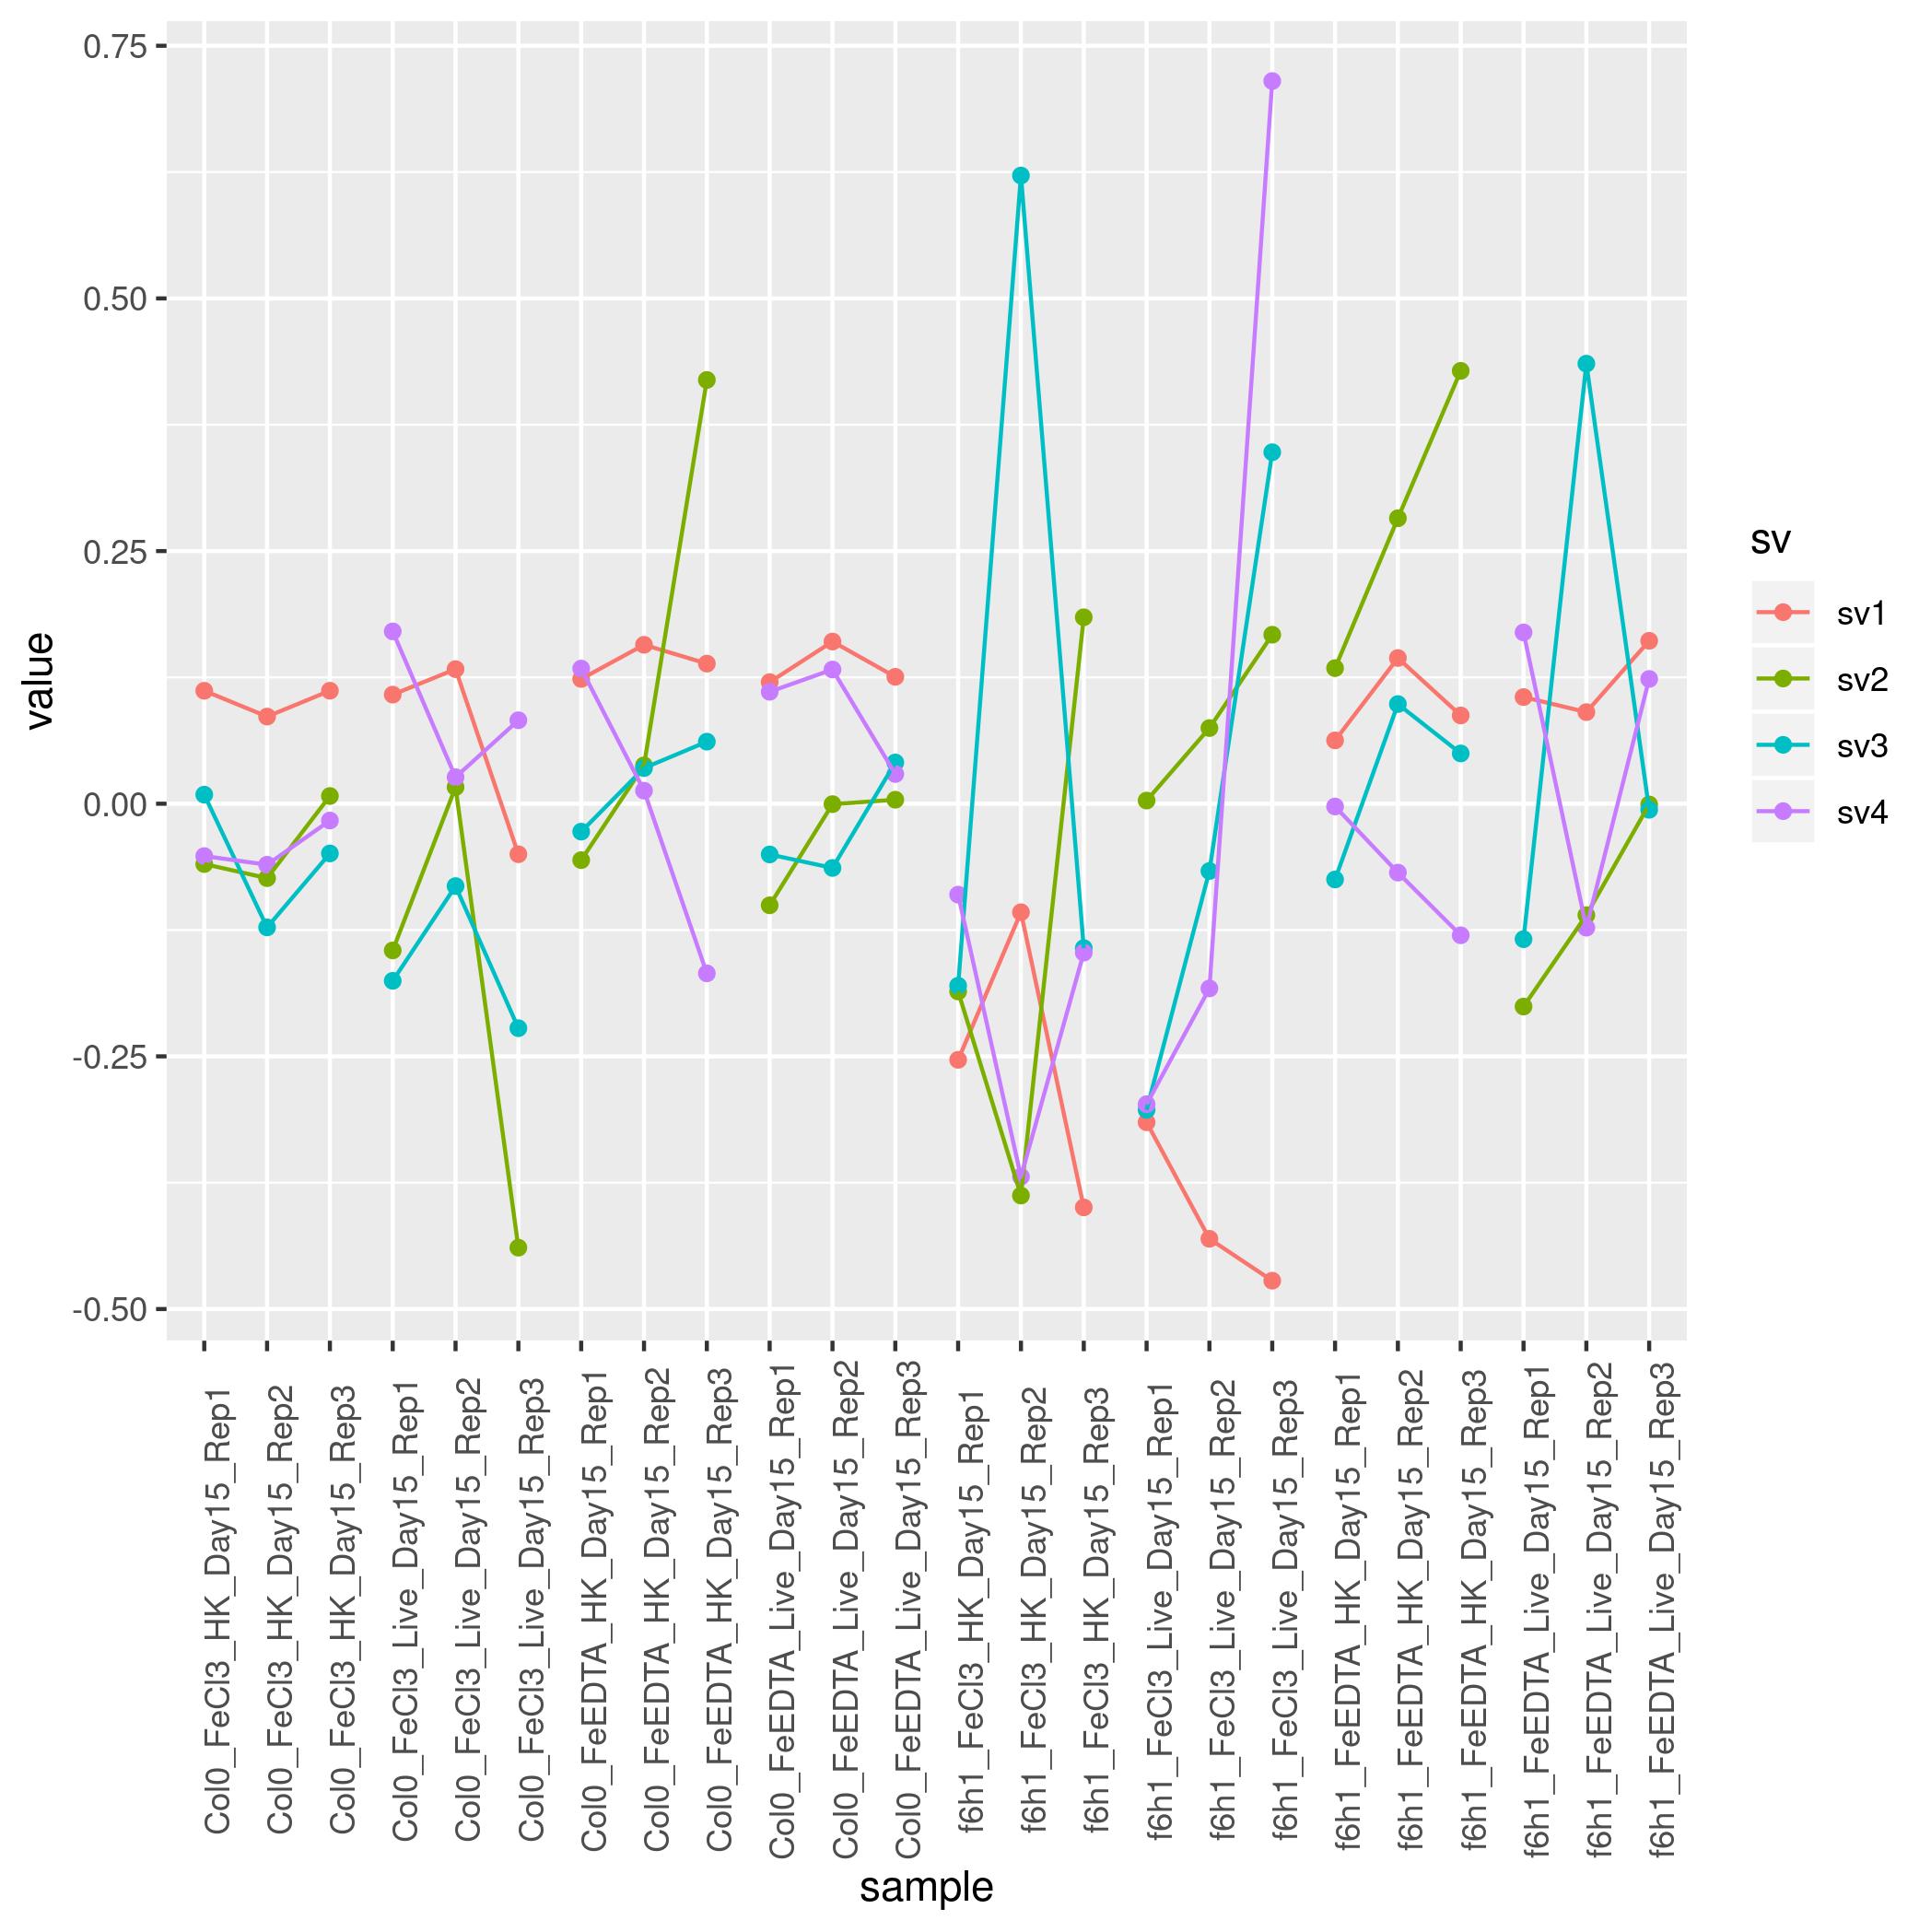 0.75
0.50
0.25
0.00
-0.25
-0.50
value
Col0_FeCl3_HK_Day15_Rep1
Col0_FeCl3_HK_Day15_Rep2
Col0_FeCl3_HK_Day15_Rep3
Col0_FeCl3_Live_Day15_Rep1
Col0_FeCl3_Live_Day15_Rep2
Col0_FeCl3_Live_Day15_Rep3
Col0_FeEDTA_HK_Day15_Rep1
Col0_FeEDTA_HK_Day15_Rep2
Col0_FeEDTA_HK_Day15_Rep3
Col0_FeEDTA_Live_Day15_Rep1
Col0_FeEDTA_Live_Day15_Rep2
Col0_FeEDTA_Live_Day15_Rep3
f6h1_FeCl3_HK_Day15_Rep1
f6h1_FeCl3_HK_Day15_Rep2
f6h1_FeCl3_HK_Day15_Rep3
f6h1_FeCl3_Live_Day15_Rep1
f6h1_FeCl3_Live_Day15_Rep2
f6h1_FeCl3_Live_Day15_Rep3
f6h1_FeEDTA_HK_Day15_Rep1
f6h1_FeEDTA_HK_Day15_Rep2
f6h1_FeEDTA_HK_Day15_Rep3
f6h1_FeEDTA_Live_Day15_Rep1
f6h1_FeEDTA_Live_Day15_Rep2
f6h1_FeEDTA_Live_Day15_Rep3
sample
sv
sv1
sv2
sv3
sv4